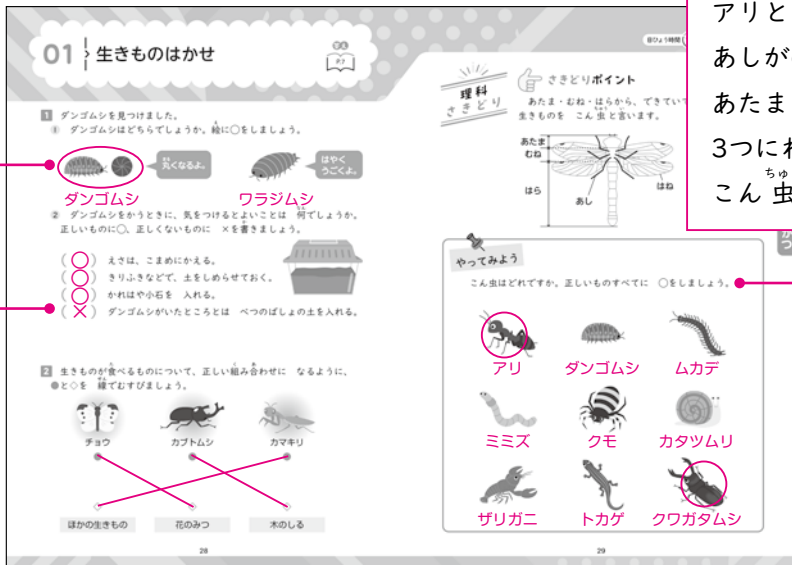 01 生きものはかせ
1 ダンゴムシを見つけました。
① ダンゴムシはどちらでしょうか。絵に○をしましょう。
丸くなるよ。
はやく
うごくよ。
ダンゴムシ
ワラジムシ
② ダンゴムシをかうときに、気をつけるとよいことは 何でしょうか。
正しいものに○、正しくないものに ×を書きましょう。
(○) えさは、こまめにかえる。
(○) きりふきなどで、土をしめらせておく。
(○) かれはや小石を 入れる。
(×) ダンゴムシがいたところとは べつのばしょの土を入れる。
2 生きものが食べるものについて、正しい組み合わせに なるように、
●と◇を 線でむすびましょう。
チョウ
カブトムシ
カマキリ
ほかの生きもの
花のみつ
木のしる
28
理科
さきどり
さきどりポイント
あたま・むね・はらから、できてい
生きものを こん虫と言います。
あたま
むね
はら
あし
はね
やってみよう
こん虫はどれですか。正しいものすべてに ○をしましょう。
アリ
ダンゴムシ
ムカデ
ミミズ
クモ
カタツムリ
ザリガニ
トカゲ
クワガタムシ
29
アリと
あしが
あたま
3つに
こん虫